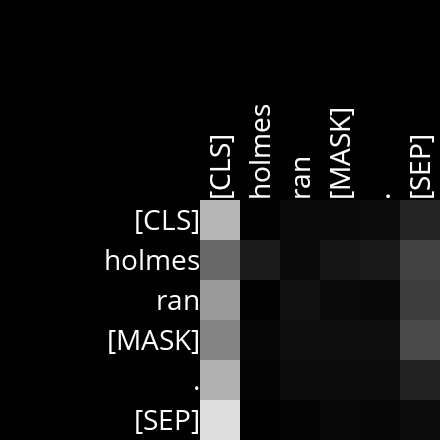 [CLS] holmes ran [MASK] . [SEP]
[CLS]
holmes
ran
[MASK]
.
[SEP]